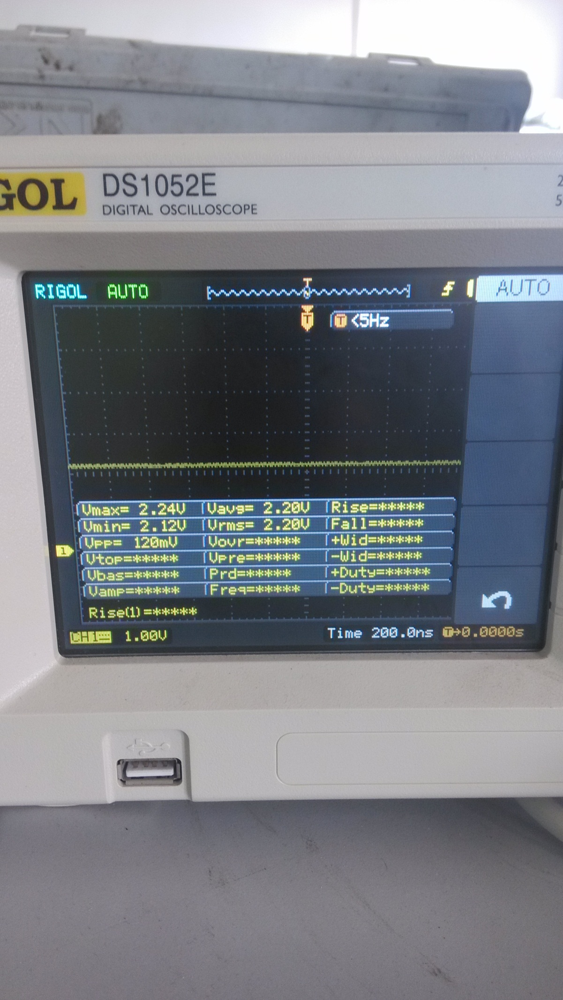 GOL DS1052E
DIGITAL OSCILLOSCOPE
2
5
RIGOL AUTO T AUTO
T <5Hz
Vmax= 2.24V Vavg= 2.20V Rise=*****
Vmin= 2.12V Vrms= 2.20V Fall=*****
Vpp= 120mV Vovr=***** +Wid=*****
Vtop=***** Vpre=***** -Wid=*****
Vbas=***** Prd=***** +Duty=*****
Vamp=***** Freq=***** -Duty=*****
Rise(1)=*****
1.00V Time 200.0ns T→0.0000s